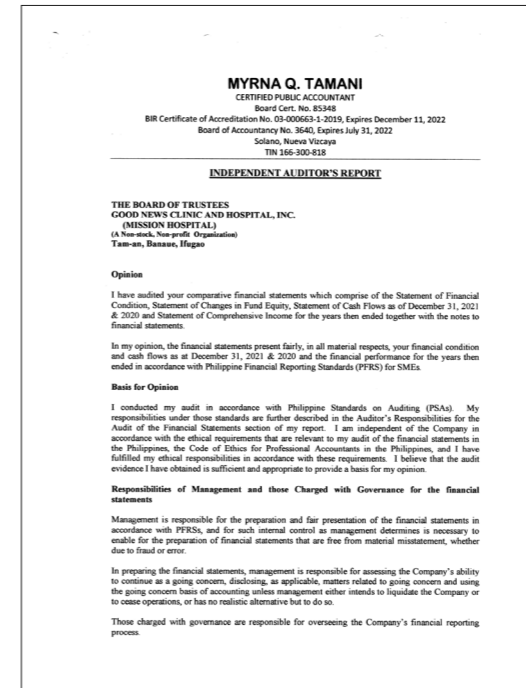 MYRNA Q. TAMANI
CERTIFIED PUBLIC ACCOUNTANT
Board Cert. No. 85348
BIR Certificate of Accreditation No. 03-000663-1-2019, Expires December 11, 2022
Board of Accountancy No. 3640, Expires July 31, 2022
Solano, Nueva Vizcaya
TIN 166-300-818
INDEPENDENT AUDITOR'S REPORT
THE BOARD OF TRUSTEES
GOOD NEWS CLINIC AND HOSPITAL, INC.
(MISSION HOSPITAL)
(A Non-stock, Non-profit Organization)
Tam-an, Banaue, Ifugao
Opinion
I have audited your comparative financial statements which comprise of the Statement of Financial
Condition, Statement of Changes in Fund Equity, Statement of Cash Flows as of December 31, 2021
& 2020 and Statement of Comprehensive Income for the years then ended together with the notes to
financial statements.
In my opinion, the financial statements present fairly, in all material respects, your financial condition
and cash flows as at December 31, 2021 & 2020 and the financial performance for the years then
ended in accordance with Philippine Financial Reporting Standards (PFRS) for SMEs.
Basis for Opinion
I conducted my audit in accordance with Philippine Standards on Auditing (PSAs). My
responsibilities under those standards are further described in the Auditor's Responsibilities for the
Audit of the Financial Statements section of my report. I am independent of the Company in
accordance with the ethical requirements that are relevant to my audit of the financial statements in
the Philippines, the Code of Ethics for Professional Accountants in the Philippines, and I have
fulfilled my ethical responsibilities in accordance with these requirements. I believe that the audit
evidence I have obtained is sufficient and appropriate to provide a basis for my opinion.
Responsibilities of Management and those Charged with Governance for the financial
statements
Management is responsible for the preparation and fair presentation of the financial statements in
accordance with PFRSs, and for such internal control as management determines is necessary to
enable for the preparation of financial statements that are free from material misstatement, whether
due to fraud or error.
In preparing the financial statements, management is responsible for assessing the Company's ability
to continue as a going concern, disclosing, as applicable, matters related to going concern and using
the going concern basis of accounting unless management either intends to liquidate the Company or
to cease operations, or has no realistic alternative but to do so.
Those charged with governance are responsible for overseeing the Company's financial reporting
process.